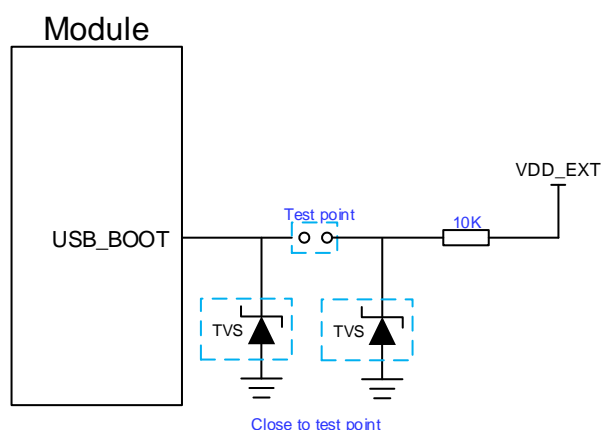 Module
VDD_EXT
Test point
10K
USB_BOOT
TVS
TVS
Close to test point